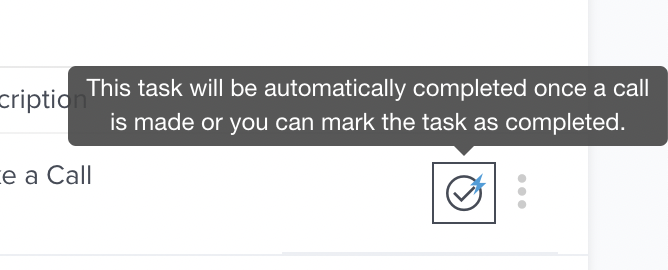 This task will be automatically completed once a call
is made or you can mark the task as completed.
cription
e a Call